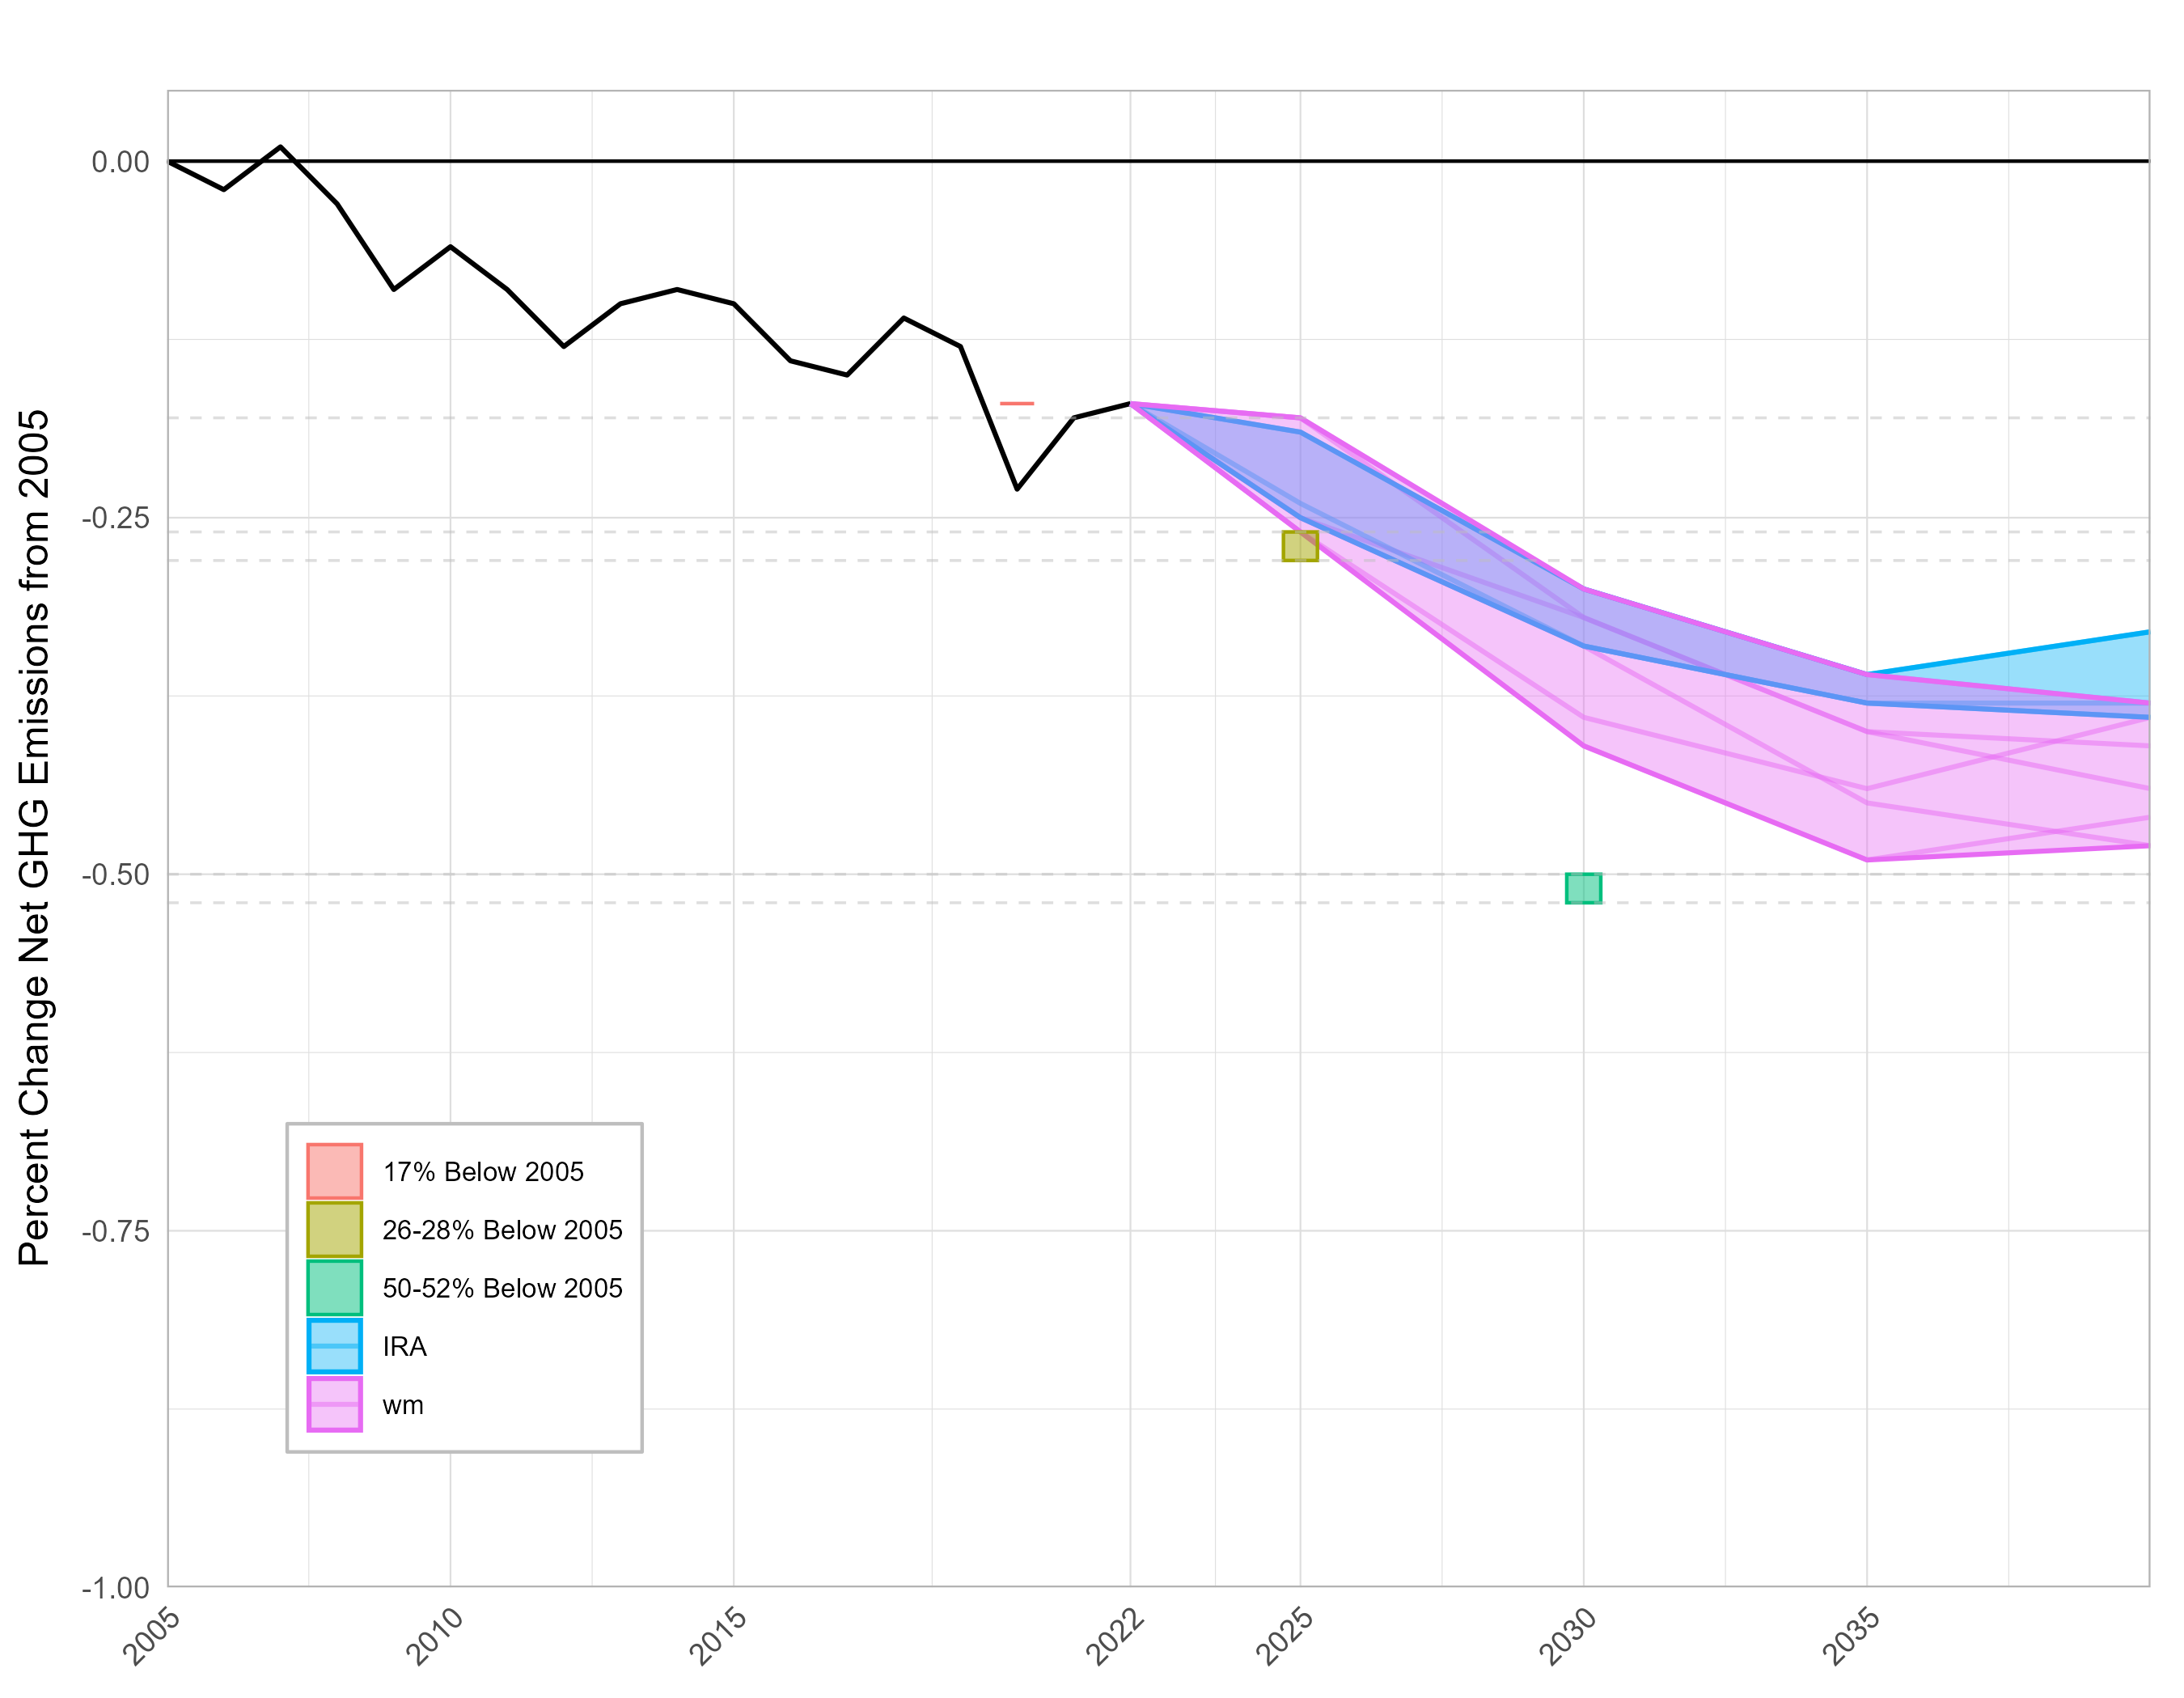 Percent Change Net GHG Emissions from 2005
0.00
-0.25
-0.50
-0.75
-1.00
17% Below 2005
26-28% Below 2005
50-52% Below 2005
IRA
wm
2005
2010
2015
2022
2025
2030
2035